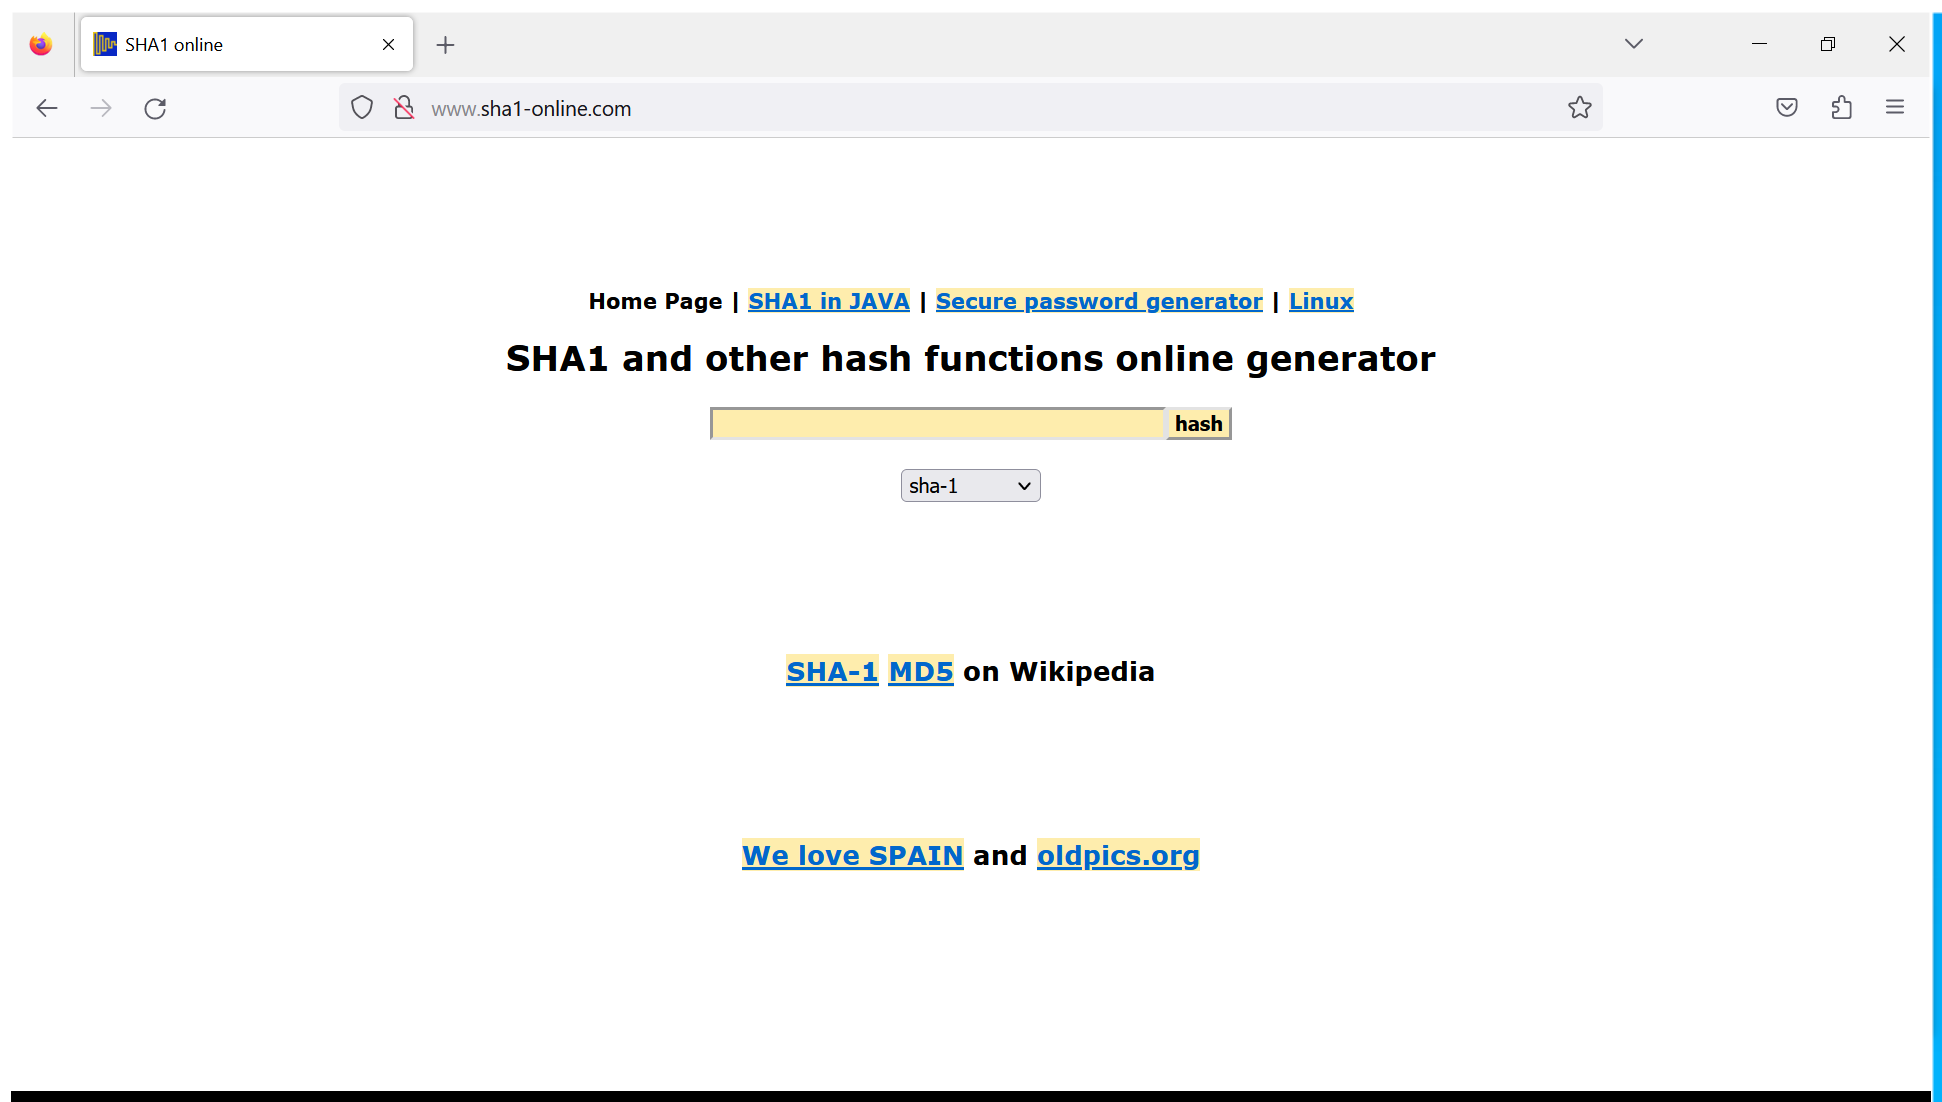 SHA1 online
www.sha1-online.com
Home Page | SHA1 in JAVA | Secure password generator | Linux
SHA1 and other hash functions online generator
hash
sha-1
SHA-1 MD5 on Wikipedia
We love SPAIN and oldpics.org